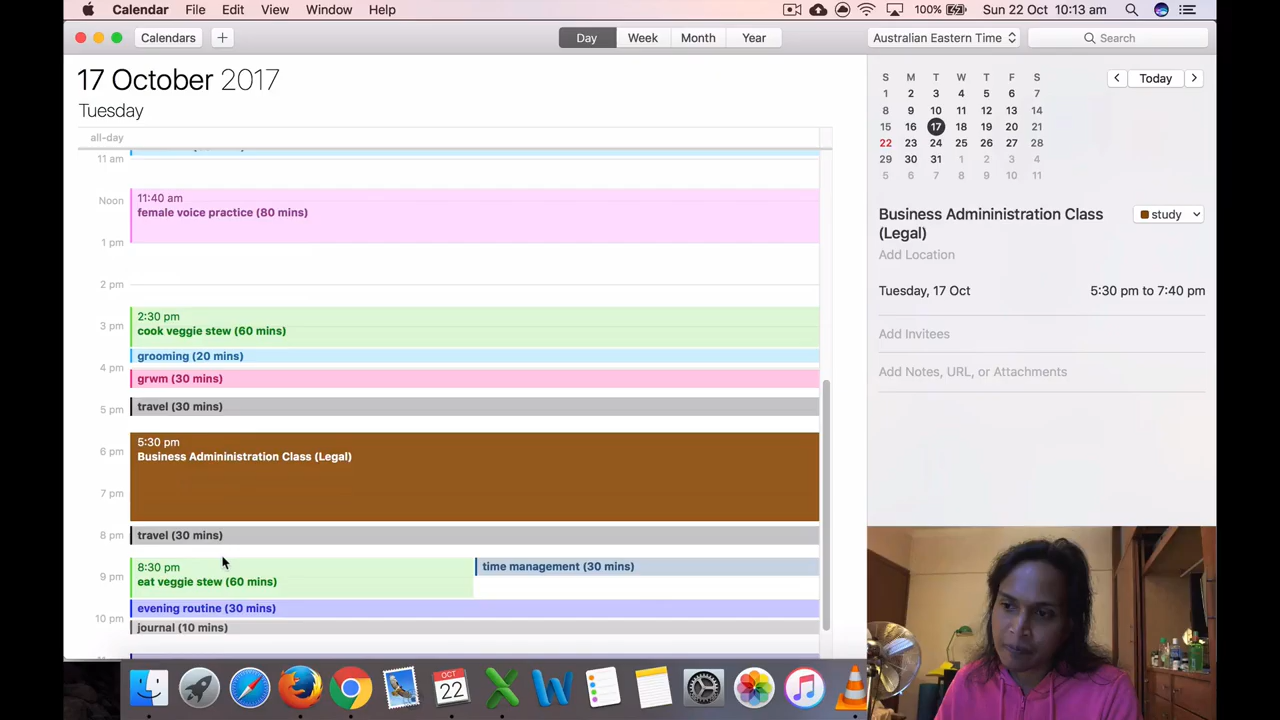 Calendar File Edit View Window Help 100% Sun 22 Oct 10:13 am
Calendars + Day Week Month Year Australian Eastern Time Search
17 October 2017
Tuesday
all-day
11 am
11:40 am
Noon
female voice practice (80 mins)
1 pm
2 pm
2:30 pm
3 pm
cook veggie stew (60 mins)
grooming (20 mins)
4 pm
grwm (30 mins)
travel (30 mins)
5 pm
5:30 pm
6 pm
Business Admininistration Class (Legal)
7 pm
8 pm
travel (30 mins)
8:30 pm
time management (30 mins)
9 pm
eat veggie stew (60 mins)
evening routine (30 mins)
10 pm
journal (10 mins)
S M T W T F S
< Today >
1 2 3 4 5 6 7
8 9 10 11 12 13 14
15 16 17 18 19 20 21
22 23 24 25 26 27 28
29 30 31 1 2 3 4
5 6 7 8 9 10 11
Business Admininistration Class
(Legal)
study
Add Location
Tuesday, 17 Oct 5:30 pm to 7:40 pm
Add Invitees
Add Notes, URL, or Attachments
OCT
22